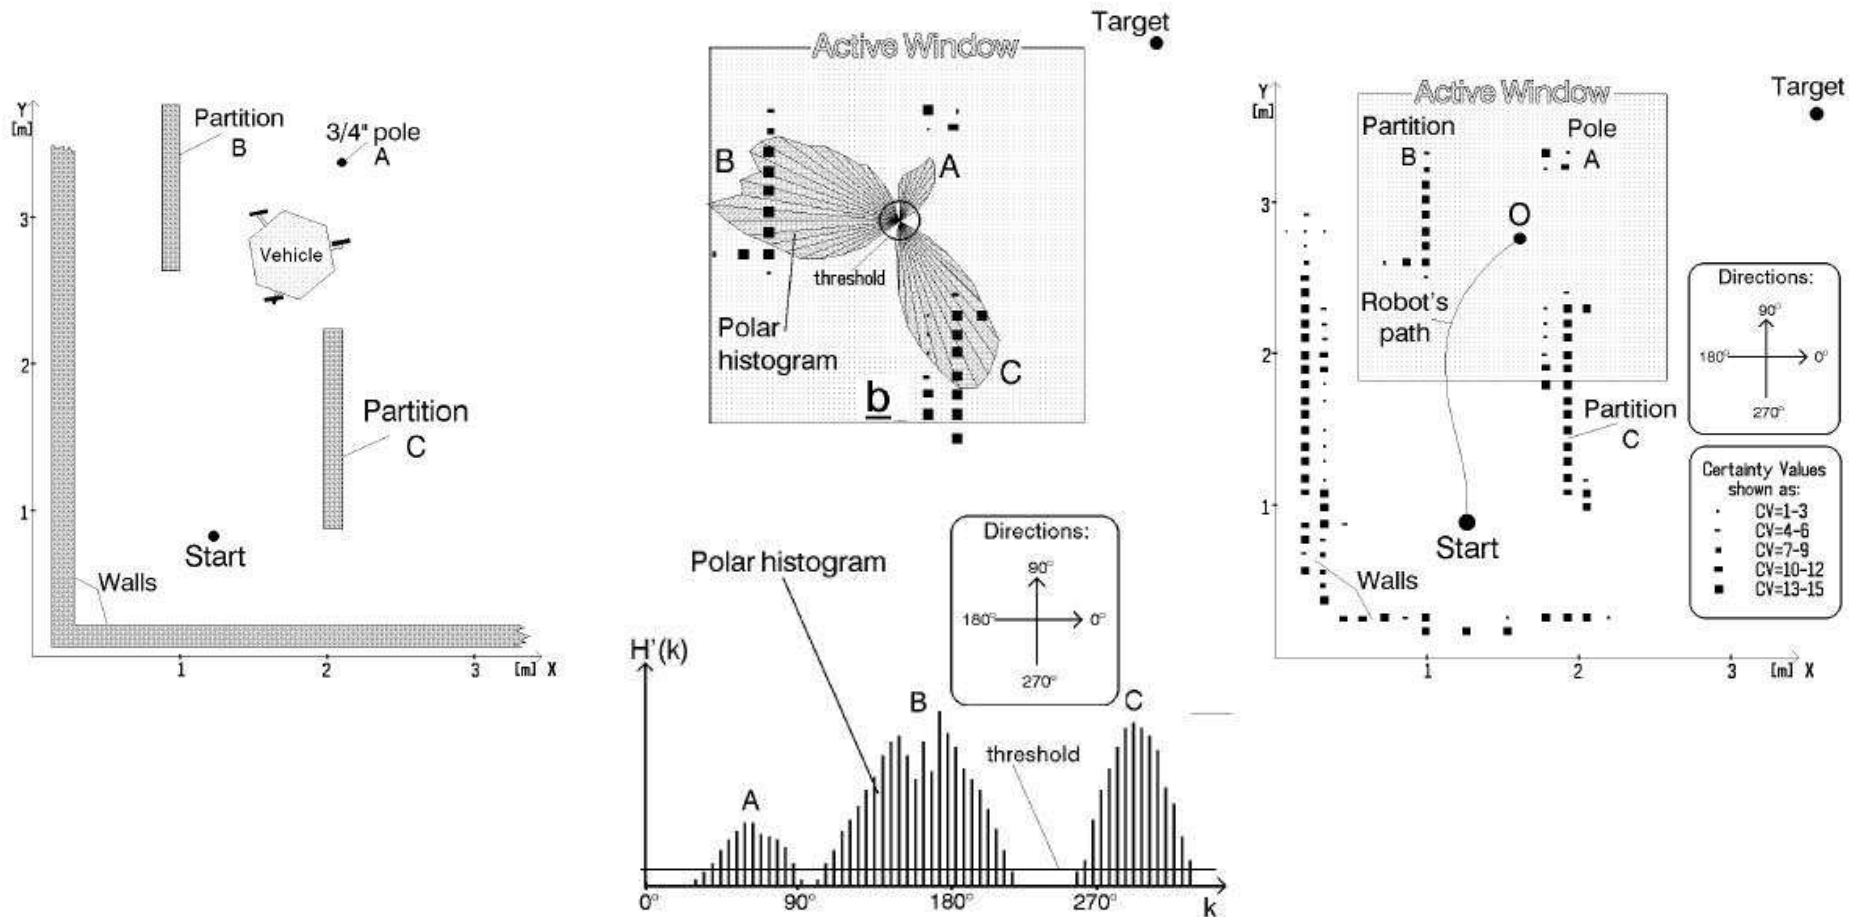 Y
[m]
Partition
B
3/4" pole
A
3
Vehicle
2
Partition
C
1
Start
Walls
1
2
3
[m] X
Target
Active Window
B
A
threshold
Polar
histogram
C
b
Polar histogram
Directions:
90°
180°
0°
270°
H'(k)
A
B
C
threshold
0°
90°
180°
270°
k
Target
Active Window
Y
[m]
Partition
B
Pole
A
3
O
Robot's
path
2
Partition
C
1
Start
Walls
1
2
3
[m] X
Directions:
90°
180°
0°
270°
Certainty Values
shown as:
CV=1-3
CV=4-6
CV=7-9
CV=10-12
CV=13-15